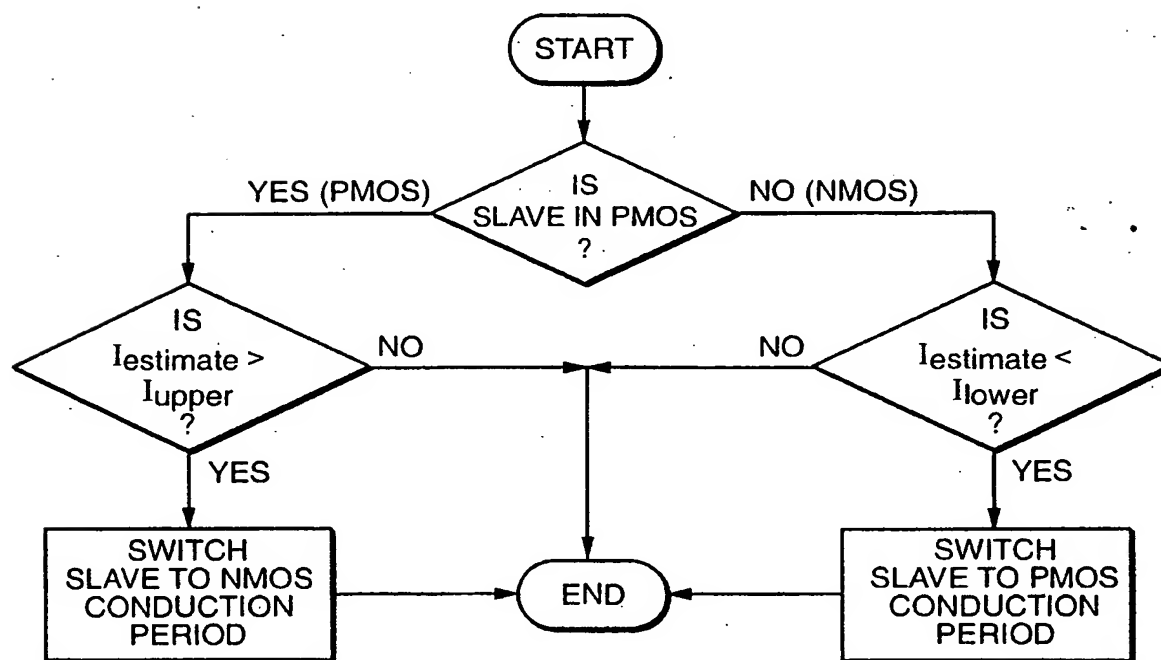 START
IS
SLAVE IN PMOS
?
YES (PMOS)
NO (NMOS)
IS
Iestimate >
Iupper
?
NO
YES
IS
Iestimate <
Ilower
?
NO
YES
SWITCH
SLAVE TO NMOS
CONDUCTION
PERIOD
END
SWITCH
SLAVE TO PMOS
CONDUCTION
PERIOD